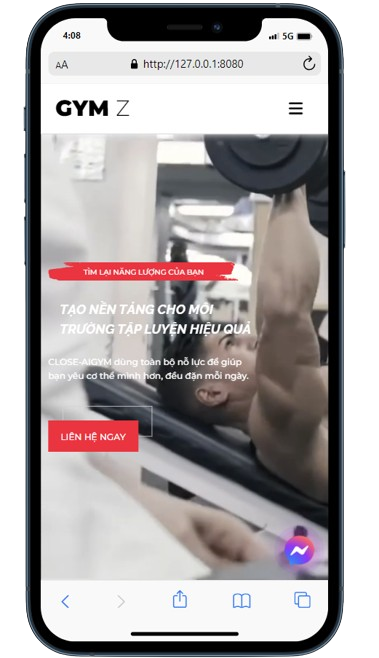 4:08
5G
AA
http://127.0.0.1:8080
GYM Z
TÌM LẠI NĂNG LƯỢNG CỦA BẠN
TẠO NỀN TẢNG CHO MÔI
TRƯỜNG TẬP LUYỆN HIỆU QUẢ
CLOSE-AIGYM dùng toàn bộ nỗ lực để giúp
bạn yêu cơ thể mình hơn, đều đặn mỗi ngày.
LIÊN HỆ NGAY